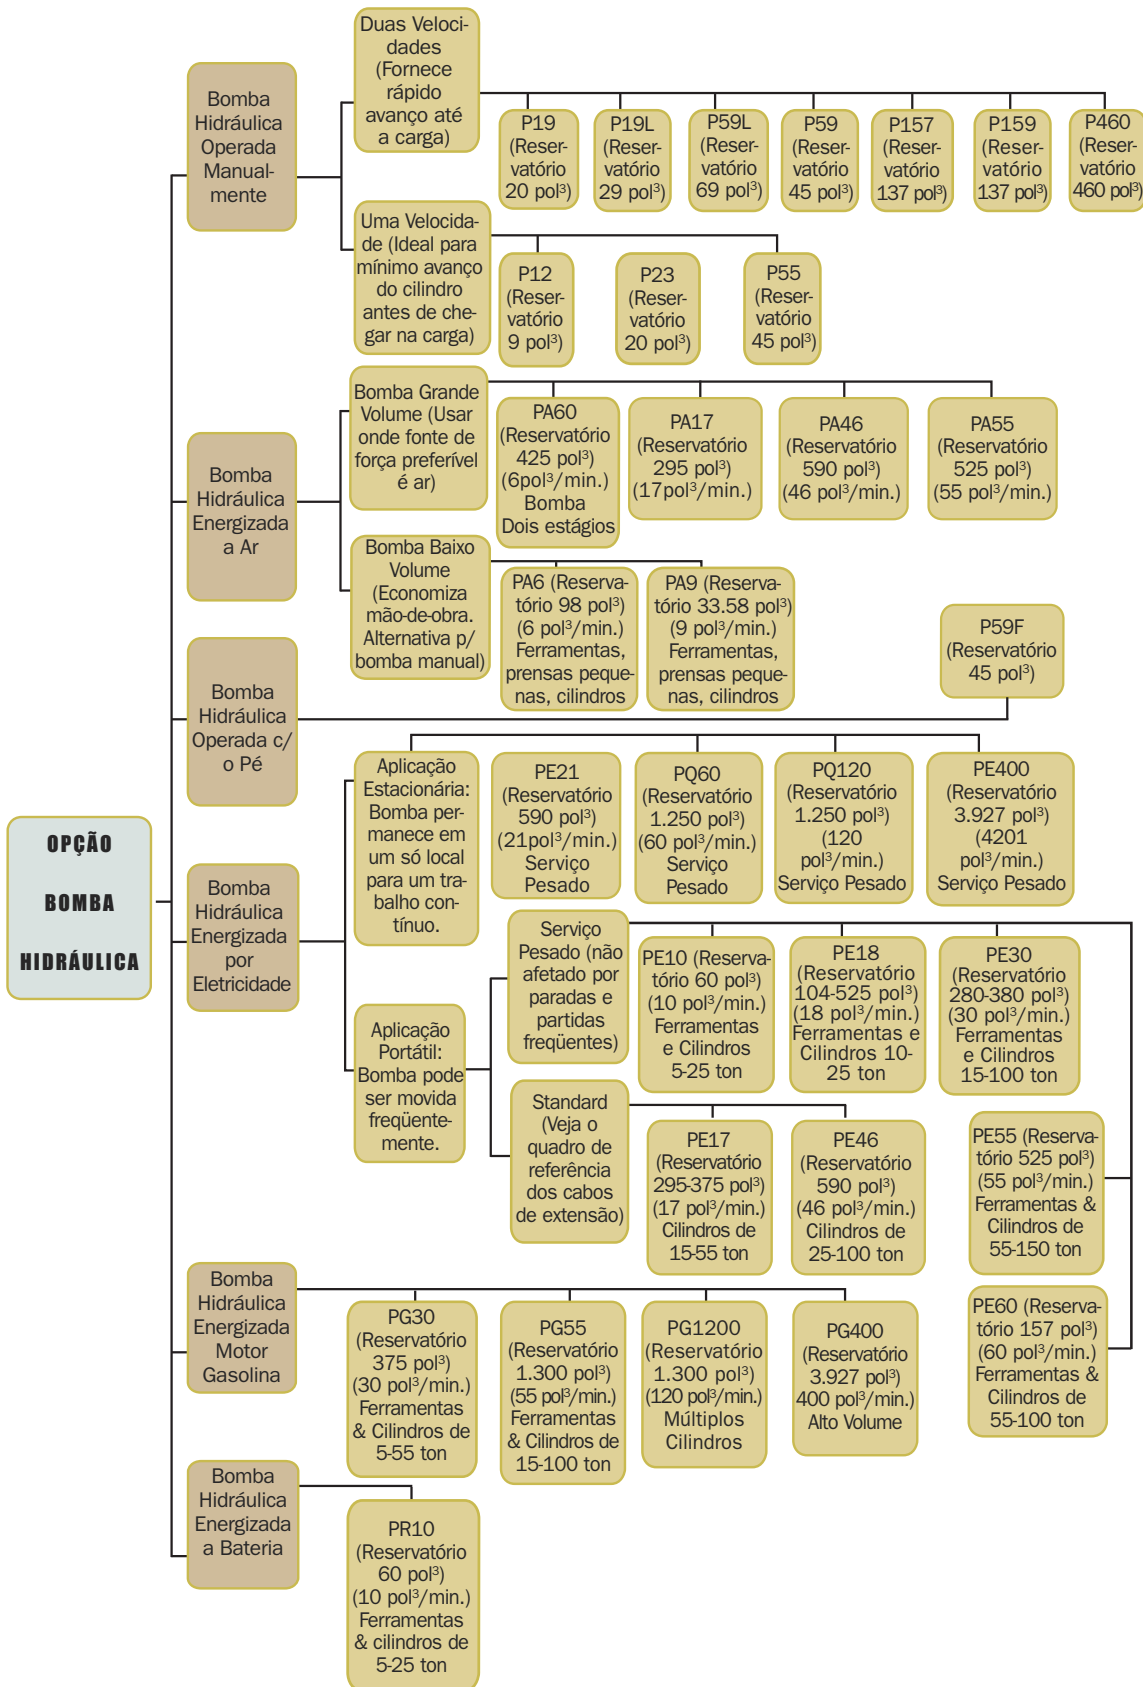 OPÇÃO
BOMBA
HIDRÁULICA
Bomba
Hidráulica
Operada
Manual-
mente
Duas Veloci-
dades
(Fornece
rápido
avanço até
a carga)
P19
(Reser-
vatório
20 pol³)
P19L
(Reser-
vatório
29 pol³)
P59L
(Reser-
vatório
69 pol³)
P59
(Reser-
vatório
45 pol³)
P157
(Reser-
vatório
137 pol³)
P159
(Reser-
vatório
137 pol³)
P460
(Reser-
vatório
460 pol³)
Uma Velocida-
de (Ideal para
mínimo avanço
do cilindro
antes de che-
gar na carga)
P12
(Reser-
vatório
9 pol³)
P23
(Reser-
vatório
20 pol³)
P55
(Reser-
vatório
45 pol³)
Bomba
Hidráulica
Energizada
a Ar
Bomba Grande
Volume (Usar
onde fonte de
força preferível
é ar)
PA60
(Reservatório
425 pol³)
(6pol³/min.)
Bomba
Dois estágios
PA17
(Reservatório
295 pol³)
(17pol³/min.)
PA46
(Reservatório
590 pol³)
(46 pol³/min.)
PA55
(Reservatório
525 pol³)
(55 pol³/min.)
Bomba Baixo
Volume
(Economiza
mão-de-obra.
Alternativa p/
bomba manual)
PA6 (Reserva-
tório 98 pol³)
(6 pol³/min.)
Ferramentas,
prensas peque-
nas, cilindros
PA9 (Reserva-
tório 33.58 pol³)
(9 pol³/min.)
Ferramentas,
prensas peque-
nas, cilindros
Bomba
Hidráulica
Operada c/
o Pé
P59F
(Reservatório
45 pol³)
Bomba
Hidráulica
Energizada
por
Eletricidade
Aplicação
Estacionária:
Bomba per-
manece em
um só local
para um tra-
balho con-
tínuo.
PE21
(Reservatório
590 pol³)
(21pol³/min.)
Serviço
Pesado
PQ60
(Reservatório
1.250 pol³)
(60 pol³/min.)
Serviço
Pesado
PQ120
(Reservatório
1.250 pol³)
(120
pol³/min.)
Serviço Pesado
PE400
(Reservatório
3.927 pol³)
(4201
pol³/min.)
Serviço Pesado
Aplicação
Portátil:
Bomba pode
ser movida
freqüente-
mente.
Serviço
Pesado (não
afetado por
paradas e
partidas
freqüentes)
PE10 (Reserva-
tório 60 pol³)
(10 pol³/min.)
Ferramentas
e Cilindros
5-25 ton
PE18
(Reservatório
104-525 pol³)
(18 pol³/min.)
Ferramentas e
Cilindros 10-
25 ton
PE30
(Reservatório
280-380 pol³)
(30 pol³/min.)
Ferramentas
e Cilindros
15-100 ton
PE55 (Reserva-
tório 525 pol³)
(55 pol³/min.)
Ferramentas &
Cilindros de
55-150 ton
PE60 (Reserva-
tório 157 pol³)
(60 pol³/min.)
Ferramentas &
Cilindros de
55-100 ton
Standard
(Veja o
quadro de
referência
dos cabos
de extensão)
PE17
(Reservatório
295-375 pol³)
(17 pol³/min.)
Cilindros de
15-55 ton
PE46
(Reservatório
590 pol³)
(46 pol³/min.)
Cilindros de
25-100 ton
Bomba
Hidráulica
Energizada
Motor
Gasolina
PG30
(Reservatório
375 pol³)
(30 pol³/min.)
Ferramentas
& Cilindros de
5-55 ton
PG55
(Reservatório
1.300 pol³)
(55 pol³/min.)
Ferramentas
& Cilindros de
15-100 ton
PG1200
(Reservatório
1.300 pol³)
(120 pol³/min.)
Múltiplos
Cilindros
PG400
(Reservatório
3.927 pol³)
400 pol³/min.)
Alto Volume
Bomba
Hidráulica
Energizada
a Bateria
PR10
(Reservatório
60 pol³)
(10 pol³/min.)
Ferramentas
& cilindros de
5-25 ton